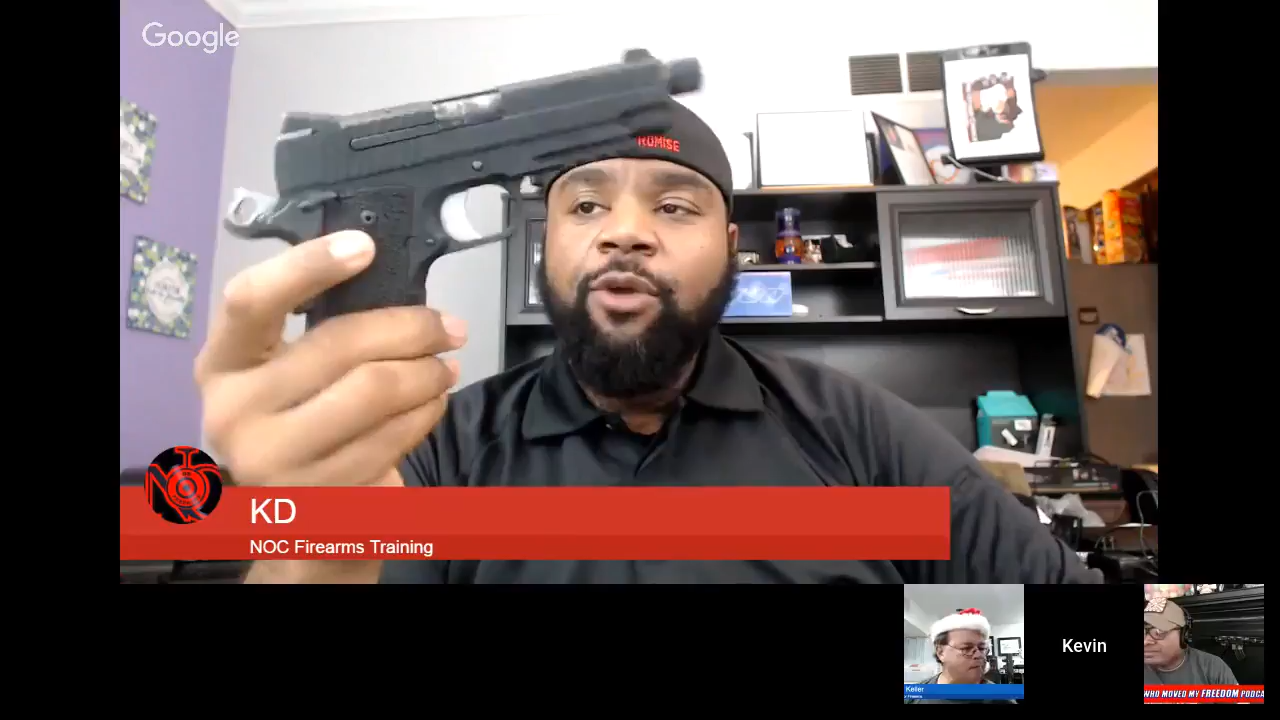 Google
ROMISE
KD
NOC Firearms Training
Keller
Kevin
WHO MOVED MY FREEDOM PODCA